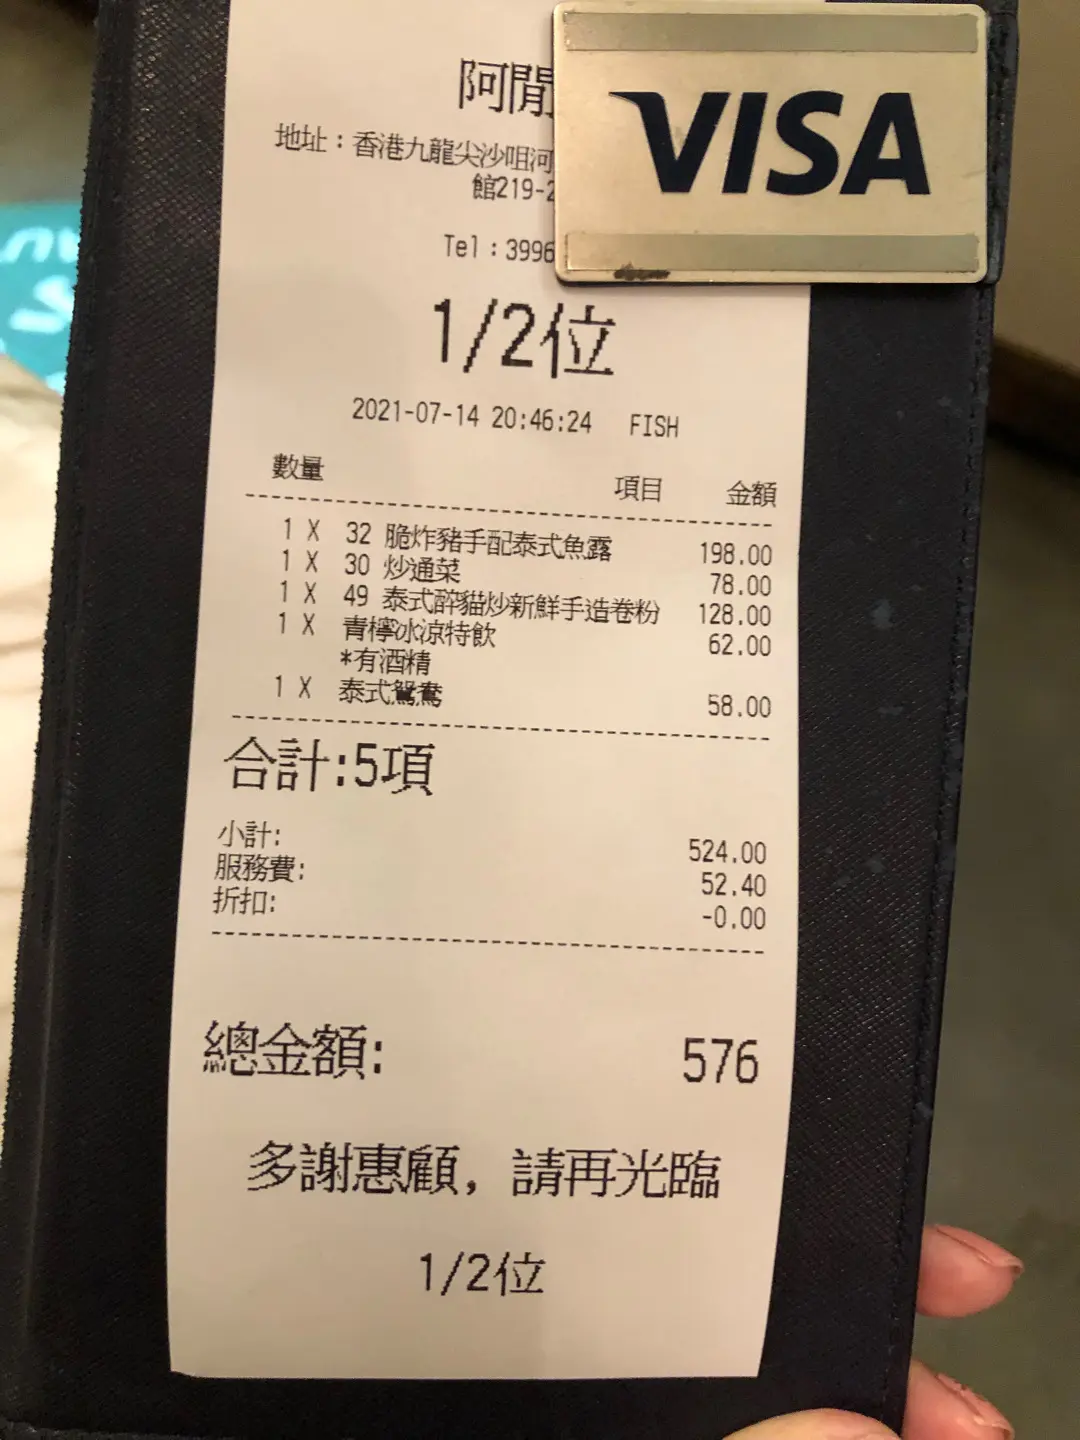 阿閒
VISA
地址：香港九龍尖沙咀河
館219-2
Tel：3996
1/2位
2021-07-14 20:46:24 FISH
數量 項目 金額
1 X 32 脆炸豬手配泰式魚露 198.00
1 X 30 炒通菜 78.00
1 X 49 泰式醉貓炒新鮮手造卷粉 128.00
1 X 青檸冰涼特飲 62.00
*有酒精
1 X 泰式鴛鴦 58.00
合計:5項
小計: 524.00
服務費: 52.40
折扣: -0.00
總金額: 576
多謝惠顧，請再光臨
1/2位